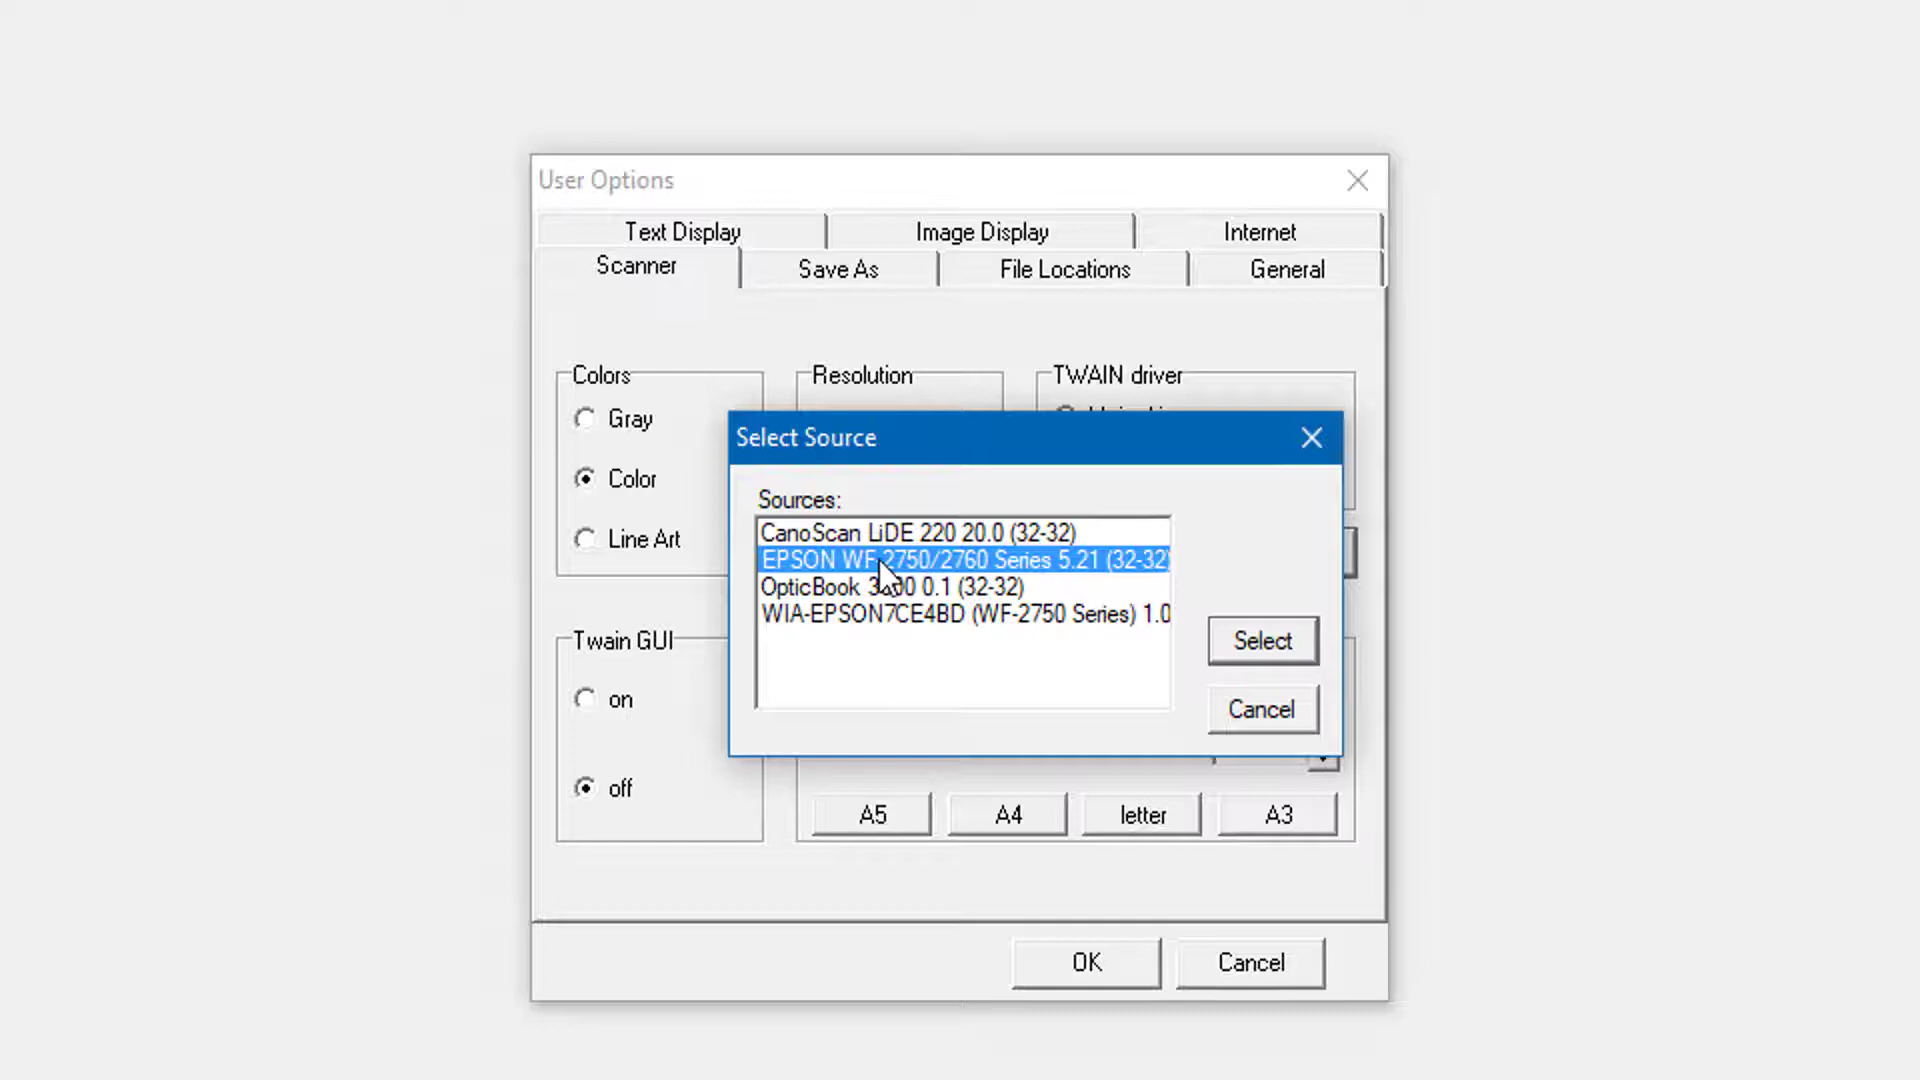 User Options
Text Display
Image Display
Internet
Scanner
Save As
File Locations
General
Colors
Resolution
TWAIN driver
Gray
Color
Line Art
Select Source
Sources:
CanoScan LiDE 220 20.0 (32-32)
EPSON WF-2750/2760 Series 5.21 (32-32)
OpticBook 0.1 (32-32)
WIA-EPSON7CE4BD (WF-2750 Series) 1.0
Select
Cancel
Twain GUI
on
off
A5
A4
letter
A3
OK
Cancel